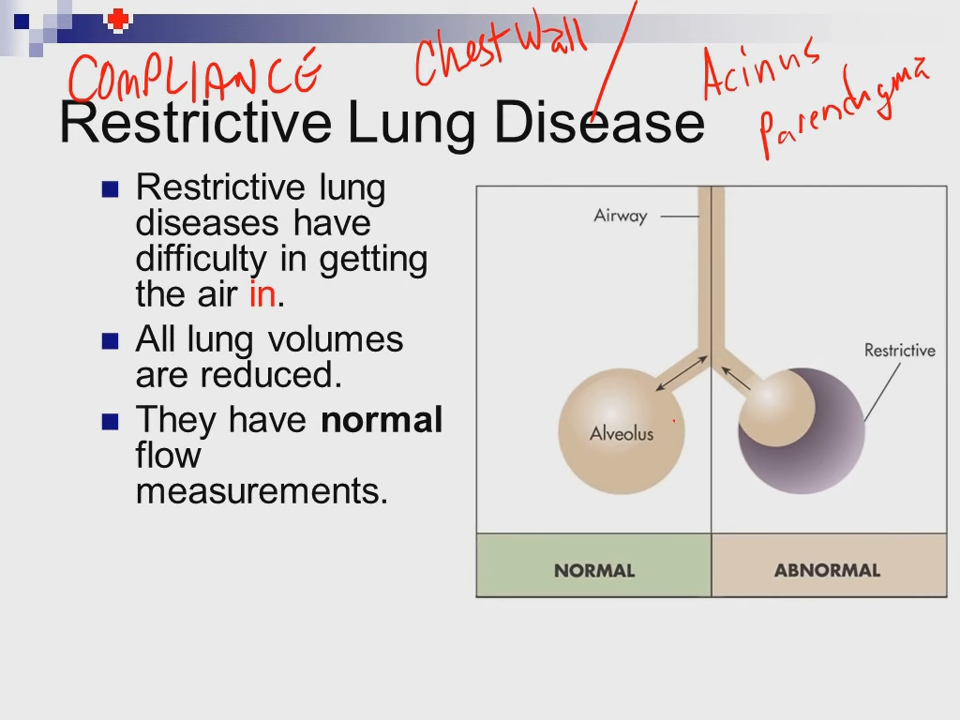 COMPLIANCE
Chest Wall /
Acinus
Parenchyma
Restrictive Lung Disease
Restrictive lung
diseases have
difficulty in getting
the air in.
All lung volumes
are reduced.
They have normal
flow
measurements.
Airway
Restrictive
Alveolus
NORMAL
ABNORMAL